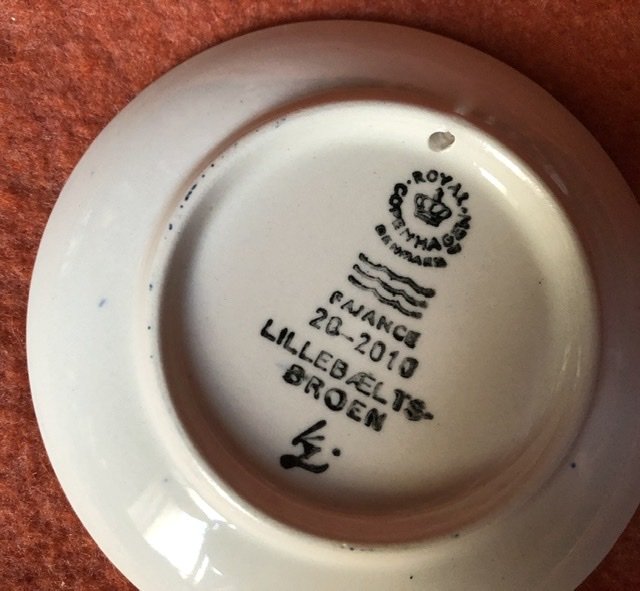 ROYAL
COPENHAGEN
DENMARK
FAJANCE
20-2010
LILLEBÆLTS-
BROEN